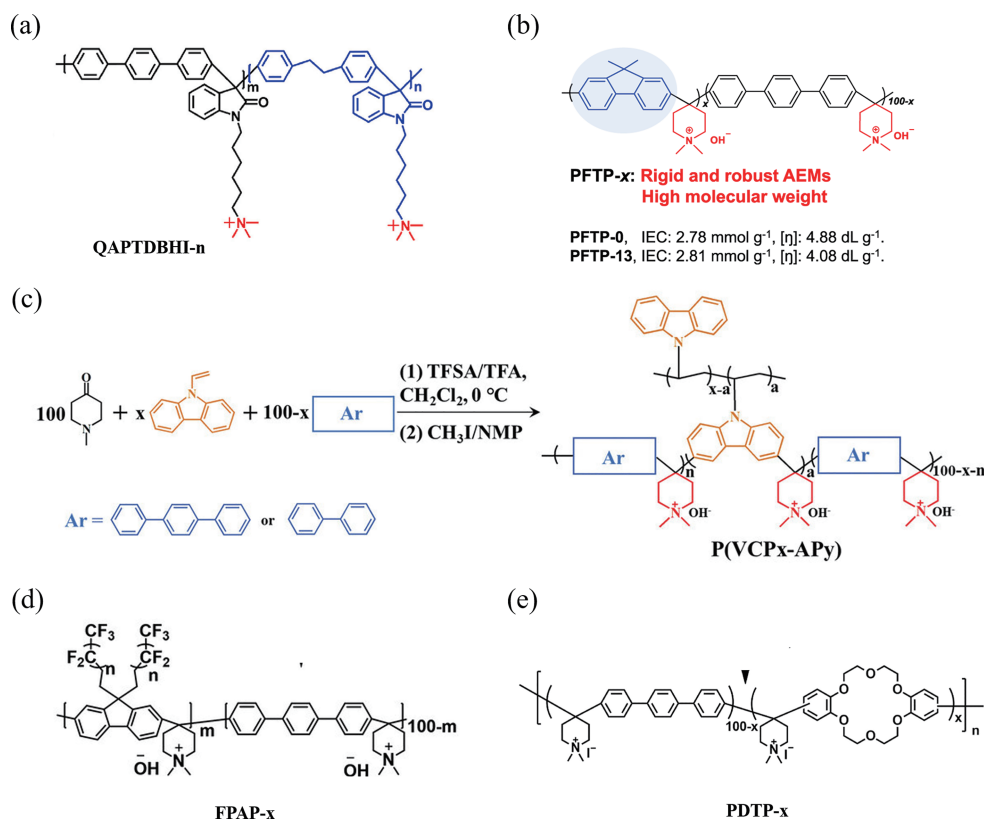 (a)
m
n
O
N
O
N
+N
+N
QAPTDBHI-n
(b)
x
100-x
⊕
N
OH⁻
⊕
N
OH⁻
PFTP-x: Rigid and robust AEMs
High molecular weight
PFTP-0, IEC: 2.78 mmol g⁻¹, [η]: 4.88 dL g⁻¹.
PFTP-13, IEC: 2.81 mmol g⁻¹, [η]: 4.08 dL g⁻¹.
(c)
100
O
N
+ x
N
+ 100-x
Ar
(1) TFSA/TFA,
CH₂Cl₂, 0 °C
(2) CH₃I/NMP
N
x-a
a
N
Ar
n
a
Ar
100-x-n
N⁺
OH⁻
N⁺
OH⁻
N⁺
OH⁻
Ar =
or
P(VCPx-APy)
(d)
CF₃
CF₃
F₂C
n
CF₂
n
m
100-m
N⁺
OH⁻
N⁺
OH⁻
FPAP-x
(e)
100-x
x
n
N⁺
I⁻
N⁺
I⁻
O
O
O
O
O
O
PDTP-x